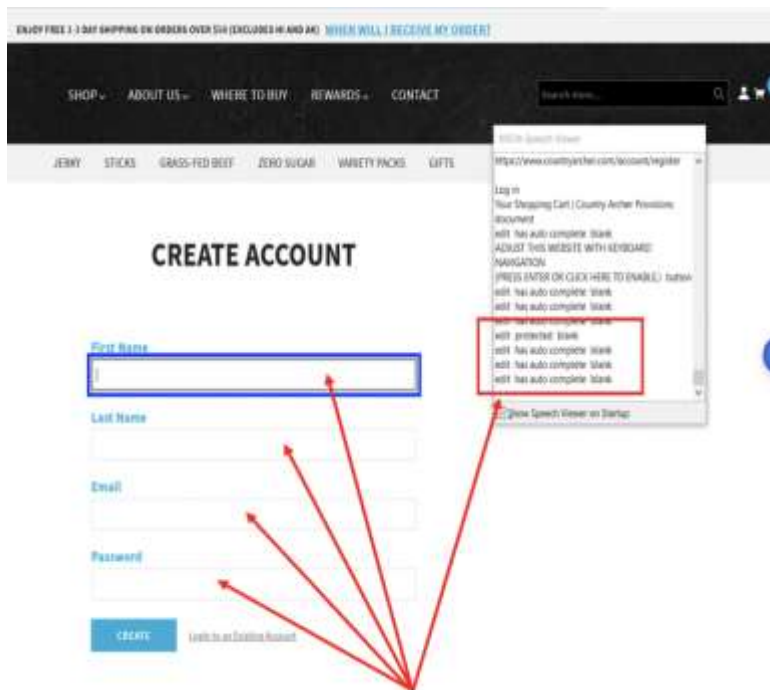 ENJOY FREE 1-3 DAY SHIPPING ON ORDERS OVER $50 (EXCLUDES HI AND AK) WHEN WILL I RECEIVE MY ORDER?
SHOP ABOUT US WHERE TO BUY REWARDS CONTACT
Search here...
JERKY STICKS GRASS-FED BEEF ZERO SUGAR VARIETY PACKS GIFTS
Speech Viewer
https://www.countryarcher.com/account/register
Log in
Your Shopping Cart | Country Archer Provisions
document
edit has auto complete blank
ADJUST THIS WEBSITE WITH KEYBOARD
NAVIGATION
(PRESS ENTER OR CLICK HERE TO ENABLE.) button
edit has auto complete blank
edit has auto complete blank
edit has auto complete blank
edit protected blank
edit has auto complete blank
edit has auto complete blank
edit has auto complete blank
Show Speech Viewer on Startup
CREATE ACCOUNT
First Name
Last Name
Email
Password
CREATE
Login to an Existing Account